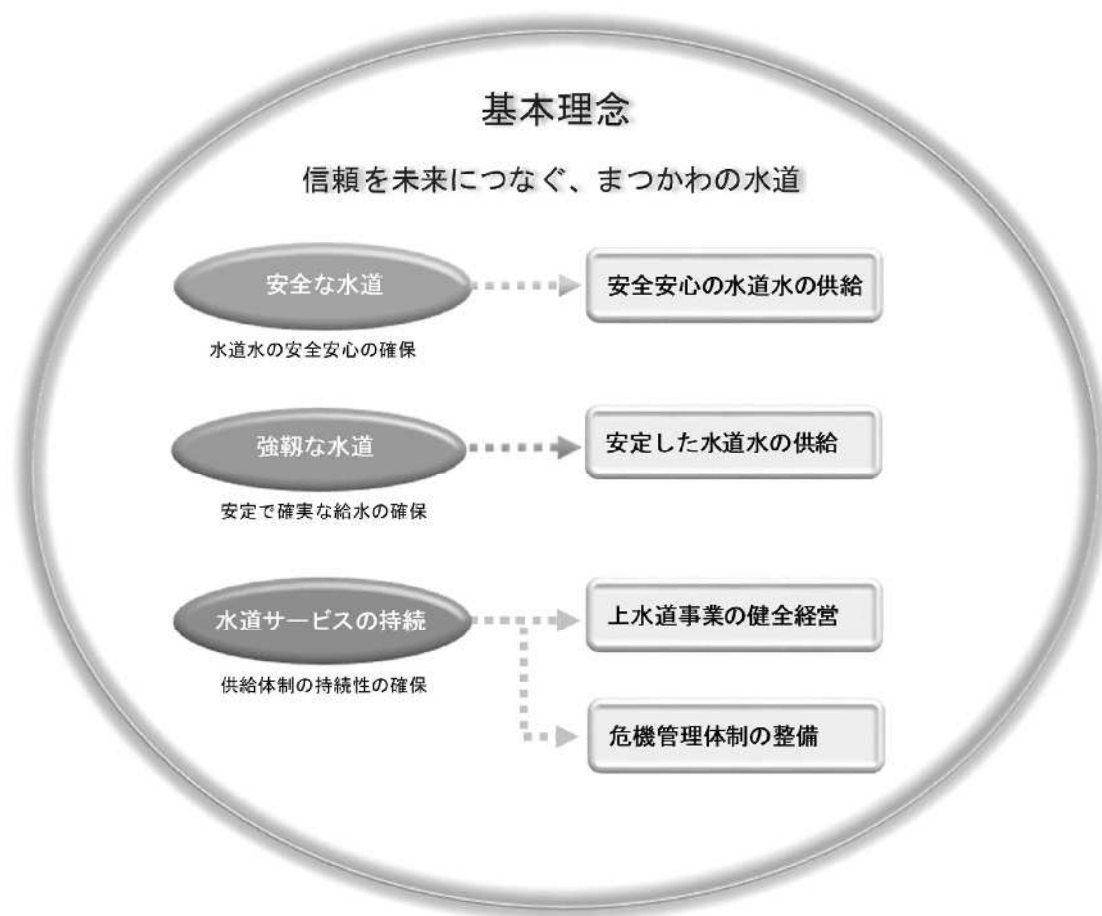 基本理念
信頼を未来につなぐ、まつかわの水道
安全な水道
安全安心の水道水の供給
水道水の安全安心の確保
強靱な水道
安定した水道水の供給
安定で確実な給水の確保
水道サービスの持続
上水道事業の健全経営
供給体制の持続性の確保
危機管理体制の整備